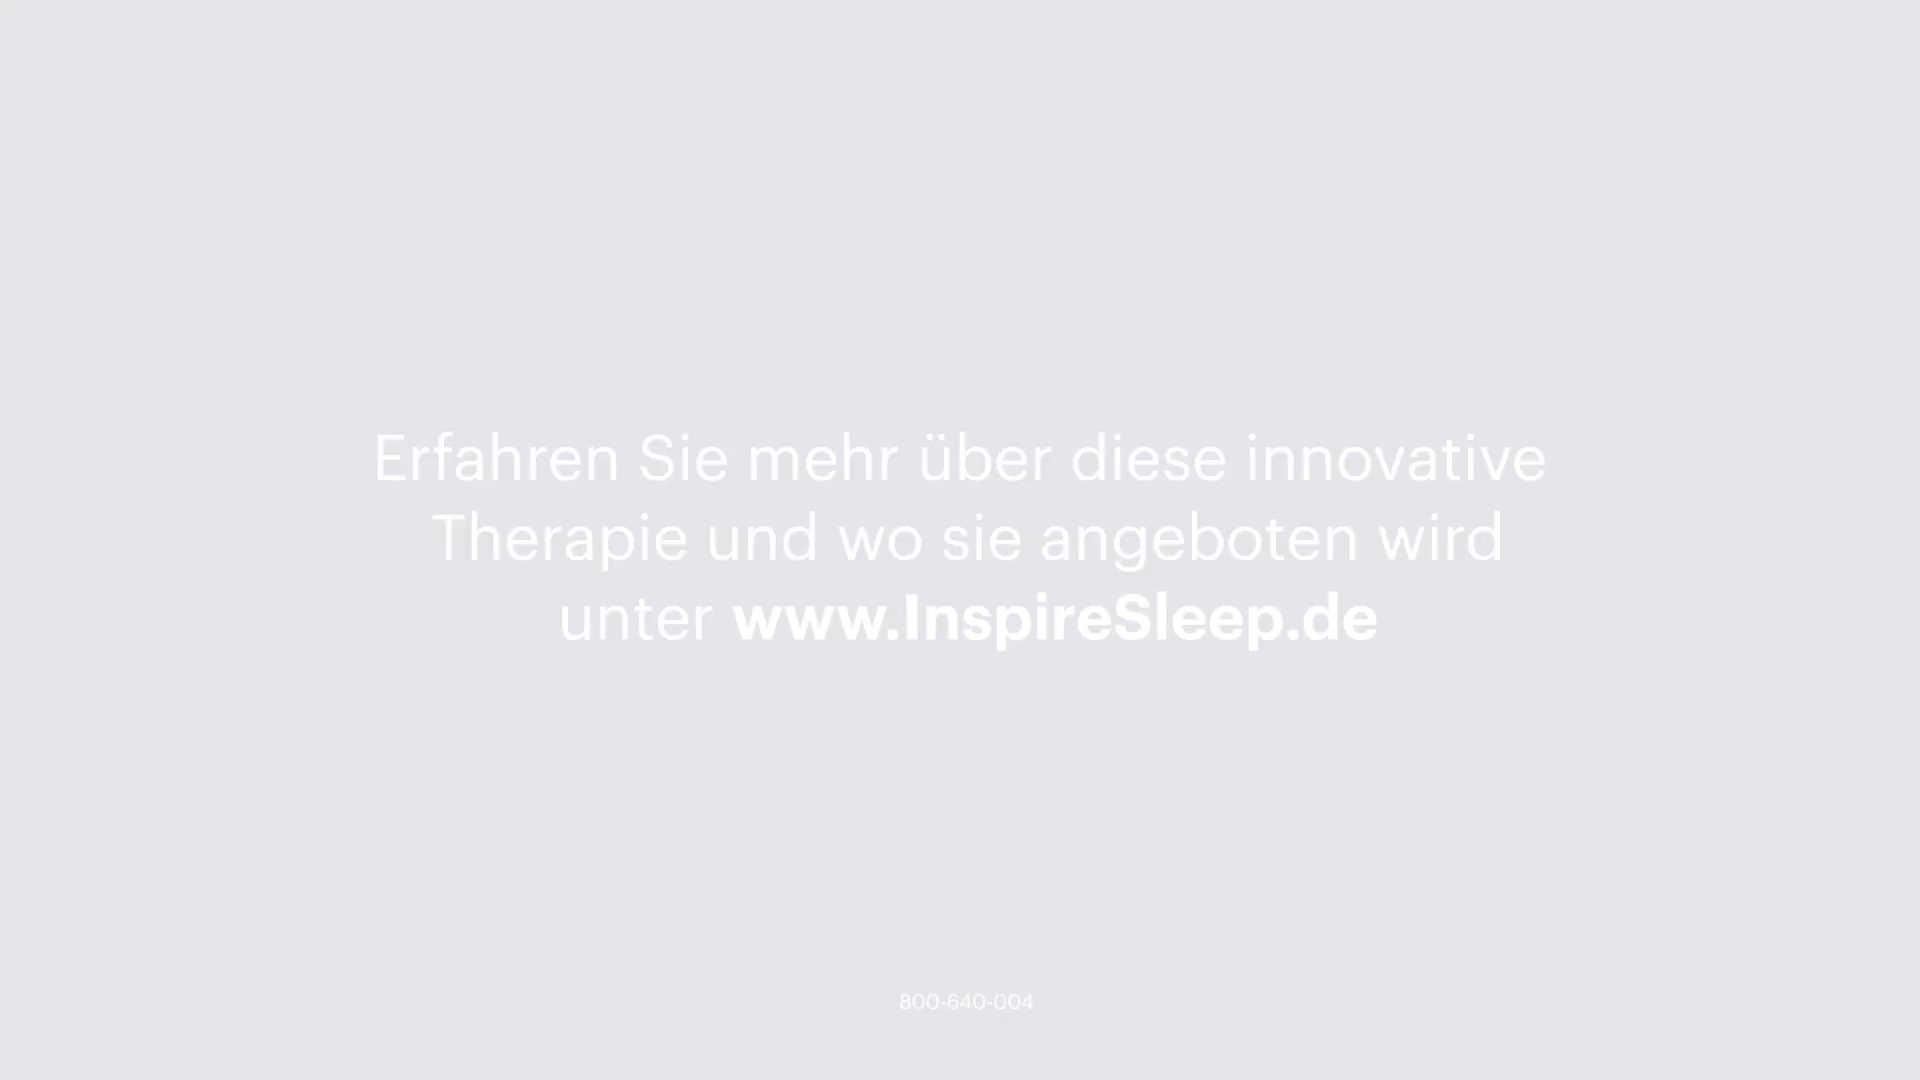 Erfahren Sie mehr über diese innovative
Therapie und wo sie angeboten wird
unter www.InspireSleep.de
800-640-004